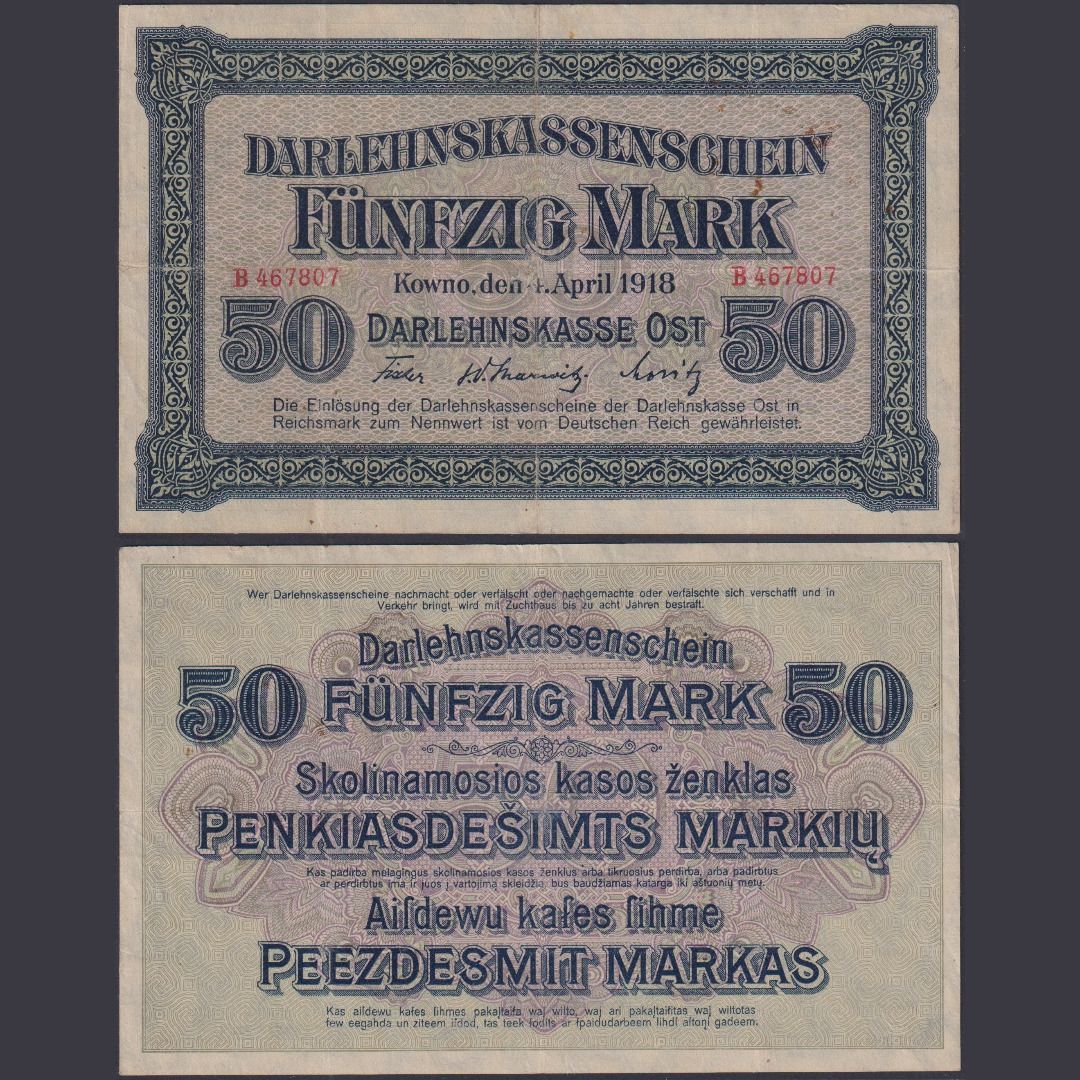 DARLEHNSKASSENSCHEIN
FÜNFZIG MARK
B 467807 B 467807
Kowno, den 4. April 1918
50 DARLEHNSKASSE OST 50
Die Einlösung der Darlehnskassenscheine der Darlehnskasse Ost in
Reichsmark zum Nennwert ist vom Deutschen Reich gewährleistet.
Wer Darlehnskassenscheine nachmacht oder verfälscht oder nachgemachte oder verfälschte sich verschafft und in
Verkehr bringt, wird mit Zuchthaus bis zu acht Jahren bestraft.
Darlehnskassenschein
50 FÜNFZIG MARK 50
Skolinamosios kasos ženklas
PENKIASDEŠIMTS MARKIŲ
Kas padirba melagingus skolinamosios kasos ženklus arba tikruosius perdirba, arba padirbtus
ar perdirbtus ima ir juos į vartojimą skleidžia, bus baudžiamas katarga iki aštuonių metų.
Aiſdewu kaſes ſihme
PEEZDESMIT MARKAS
Kas aiſdewu kaſes ſihmes pakaļtaiſa waj wilto, waj ari pakaļtaiſitas waj wiltotas
ſew eegahda un ziteem iſdod, tas teek ſodits ar ſpaidudarbeem lihdſ aſtoņi gadeem.